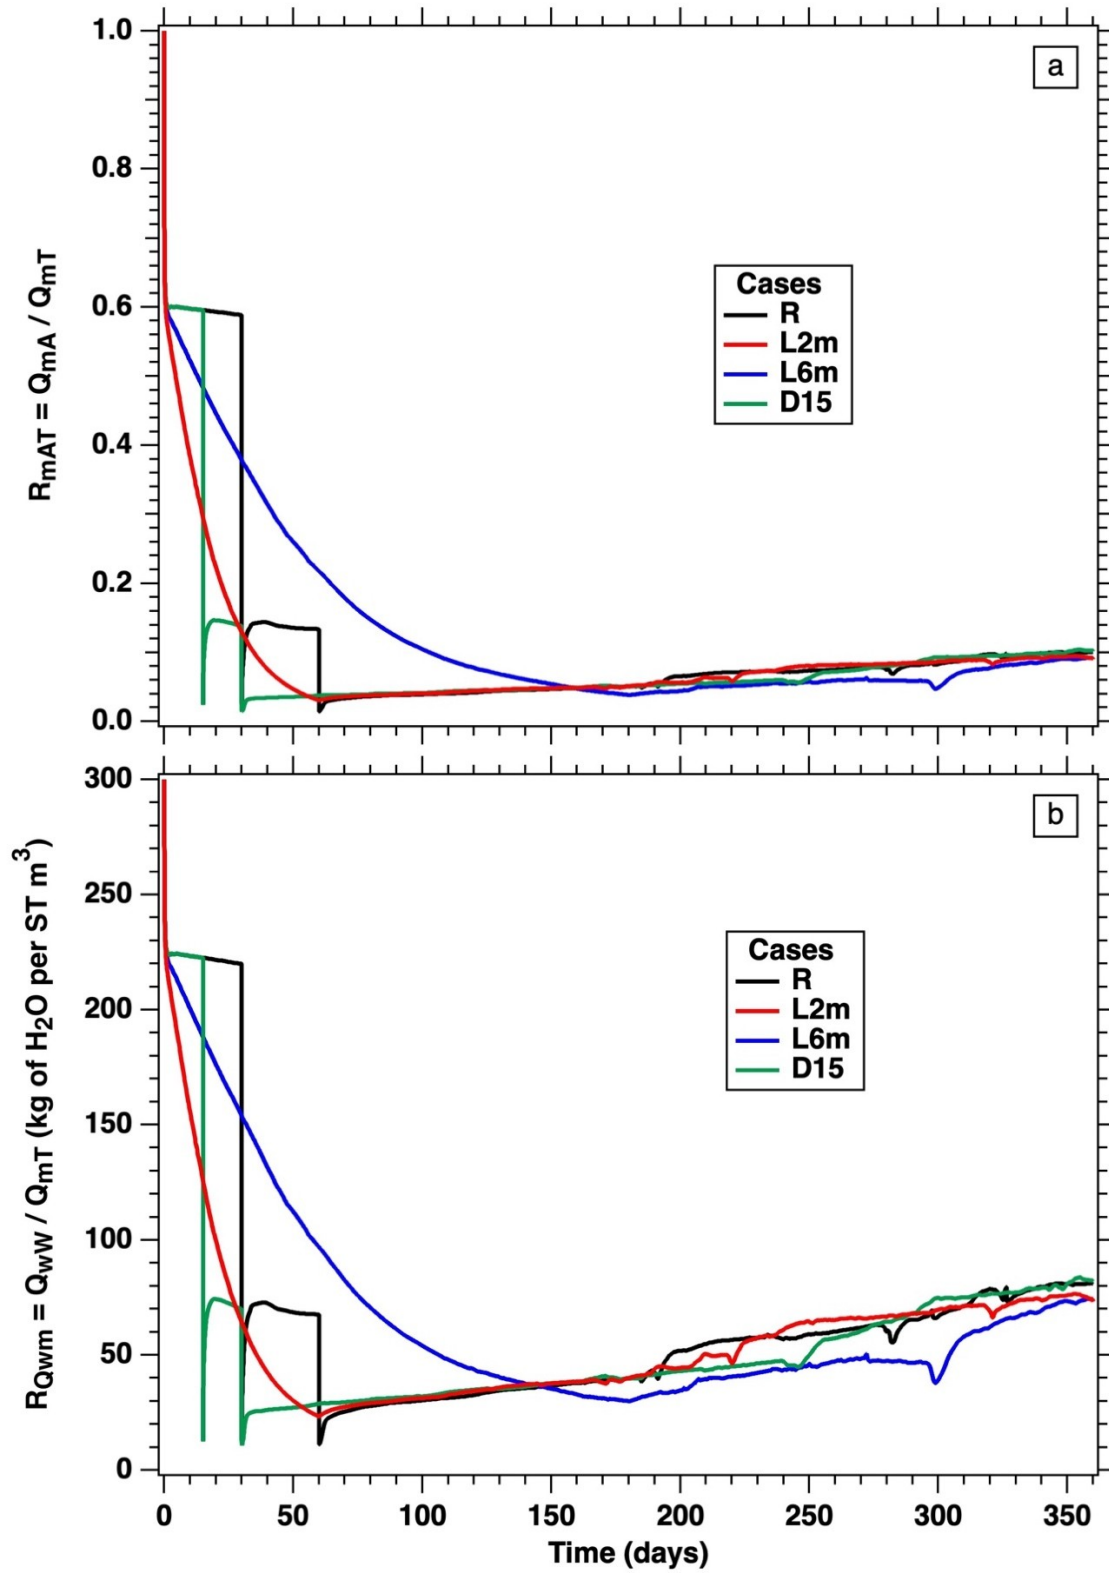 a
1.0
0.8
0.6
0.4
0.2
0.0
R_mAT = Q_mA / Q_mT
Cases
R
L2m
L6m
D15
b
300
250
200
150
100
50
0
R_Qwm = Q_WW / Q_mT (kg of H₂O per ST m³)
Cases
R
L2m
L6m
D15
0 50 100 150 200 250 300 350
Time (days)